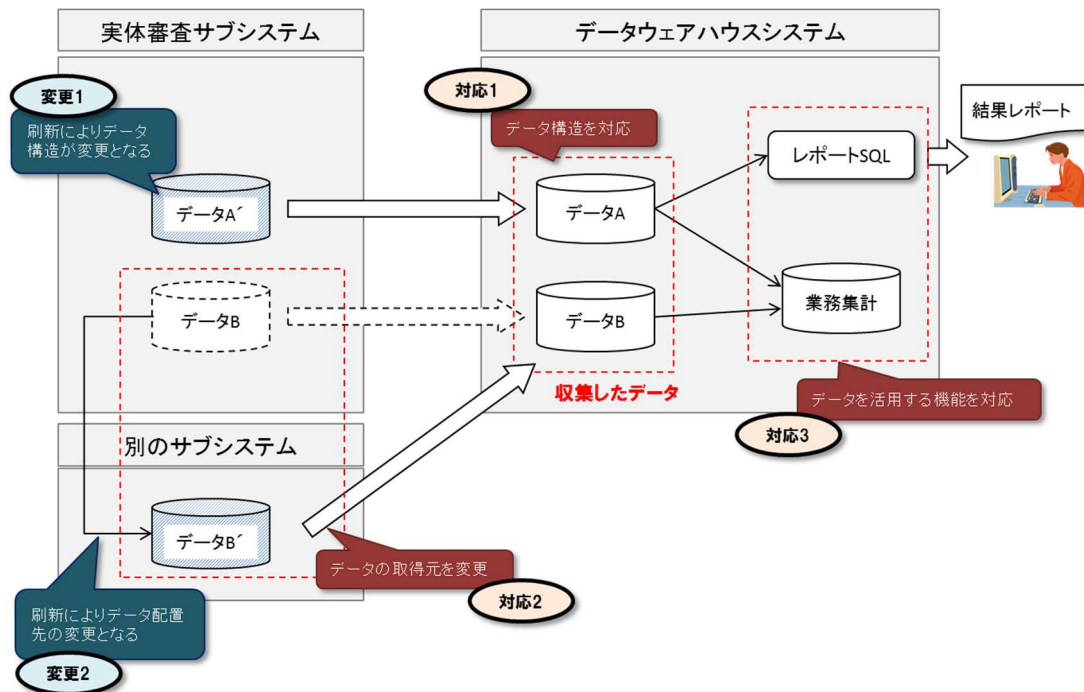 実体審査サブシステム
データウェアハウスシステム
変更1
刷新によりデータ
構造が変更となる
対応1
データ構造を対応
結果レポート
レポートSQL
データA´
データA
データB
データB
業務集計
収集したデータ
データを活用する機能を対応
対応3
別のサブシステム
データB´
データの取得元を変更
対応2
刷新によりデータ配置
先の変更となる
変更2